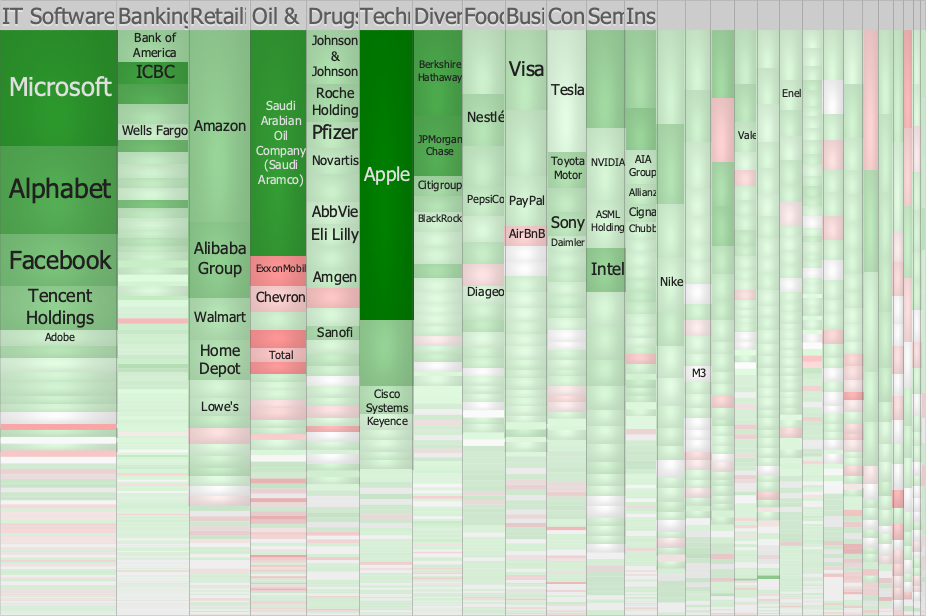 IT Software
Banking
Retaili
Oil &
Drugs
Techn
Diver
Food
Busi
Con
Sem
Ins
Microsoft
Alphabet
Facebook
Tencent
Holdings
Adobe
Bank of
America
ICBC
Wells Fargo
Amazon
Alibaba
Group
Walmart
Home
Depot
Lowe's
Saudi
Arabian
Oil
Company
(Saudi
Aramco)
ExxonMobil
Chevron
Total
Johnson
&
Johnson
Roche
Holding
Pfizer
Novartis
AbbVie
Eli Lilly
Amgen
Sanofi
Apple
Cisco
Systems
Keyence
Berkshire
Hathaway
JPMorgan
Chase
Citigroup
BlackRock
Nestlé
PepsiCo
Diageo
Visa
PayPal
AirBnB
Tesla
Toyota
Motor
Sony
Daimler
NVIDIA
ASML
Holding
Intel
AIA
Group
Allianz
Cigna
Chubb
Nike
M3
Vale
Enel